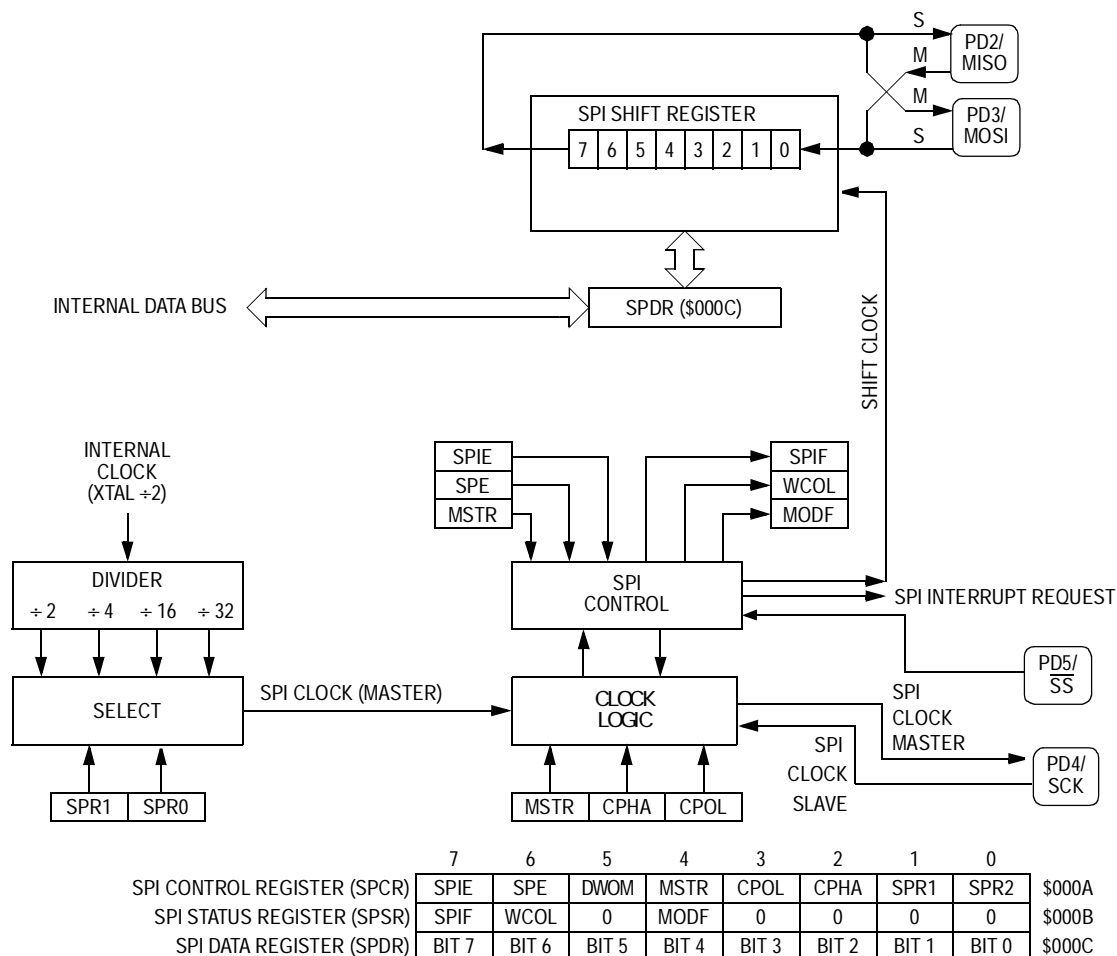 S
PD2/
MISO
M
M
PD3/
MOSI
S
SPI SHIFT REGISTER
7 6 5 4 3 2 1 0
INTERNAL DATA BUS
SPDR ($000C)
SHIFT CLOCK
INTERNAL
CLOCK
(XTAL ÷2)
SPIE
SPE
MSTR
SPIF
WCOL
MODF
DIVIDER
÷ 2 ÷ 4 ÷ 16 ÷ 32
SPI
CONTROL
SPI INTERRUPT REQUEST
PD5/
SS
SELECT
SPI CLOCK (MASTER)
CLOCK
LOGIC
SPI
CLOCK
MASTER
SPI
CLOCK
SLAVE
PD4/
SCK
SPR1 SPR0
MSTR CPHA CPOL
7 6 5 4 3 2 1 0
SPI CONTROL REGISTER (SPCR) SPIE SPE DWOM MSTR CPOL CPHA SPR1 SPR2 $000A
SPI STATUS REGISTER (SPSR) SPIF WCOL 0 MODF 0 0 0 0 $000B
SPI DATA REGISTER (SPDR) BIT 7 BIT 6 BIT 5 BIT 4 BIT 3 BIT 2 BIT 1 BIT 0 $000C